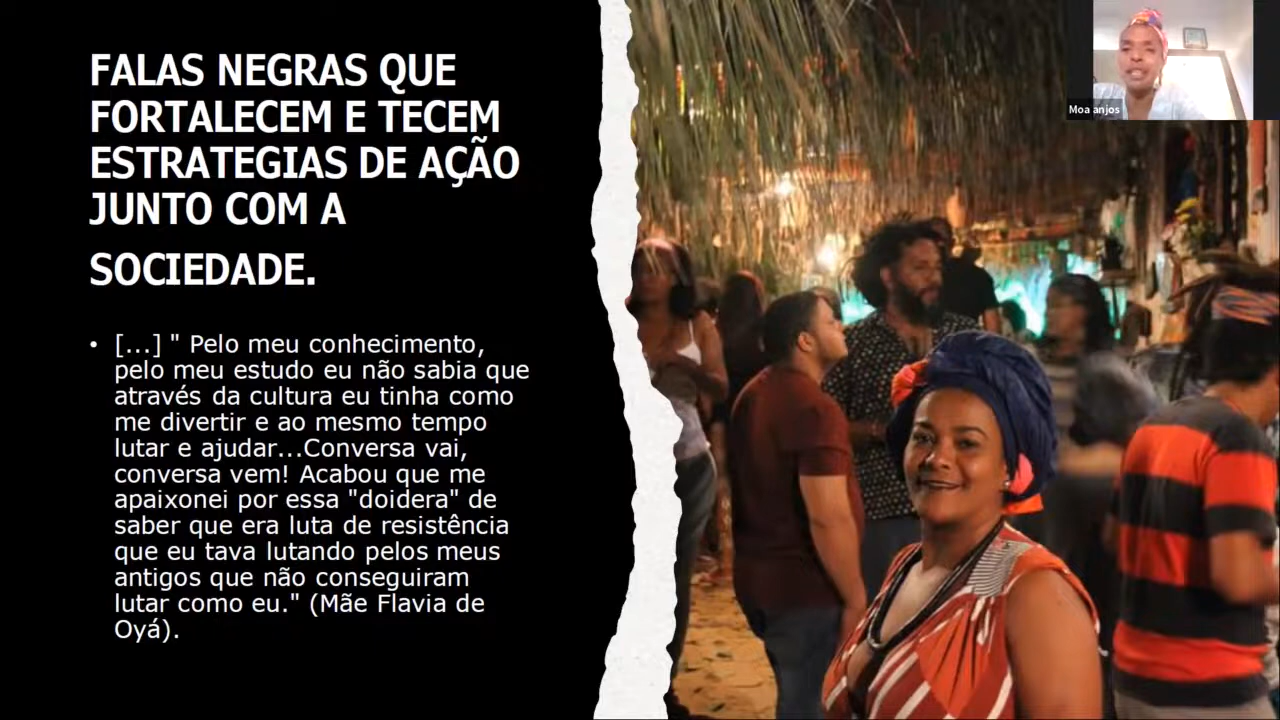 FALAS NEGRAS QUE
FORTALECEM E TECEM
ESTRATEGIAS DE AÇÃO
JUNTO COM A
SOCIEDADE.
• [...] " Pelo meu conhecimento,
pelo meu estudo eu não sabia que
através da cultura eu tinha como
me divertir e ao mesmo tempo
lutar e ajudar...Conversa vai,
conversa vem! Acabou que me
apaixonei por essa "doidera" de
saber que era luta de resistência
que eu tava lutando pelos meus
antigos que não conseguiram
lutar como eu." (Mãe Flavia de
Oyá).
Moa anjos